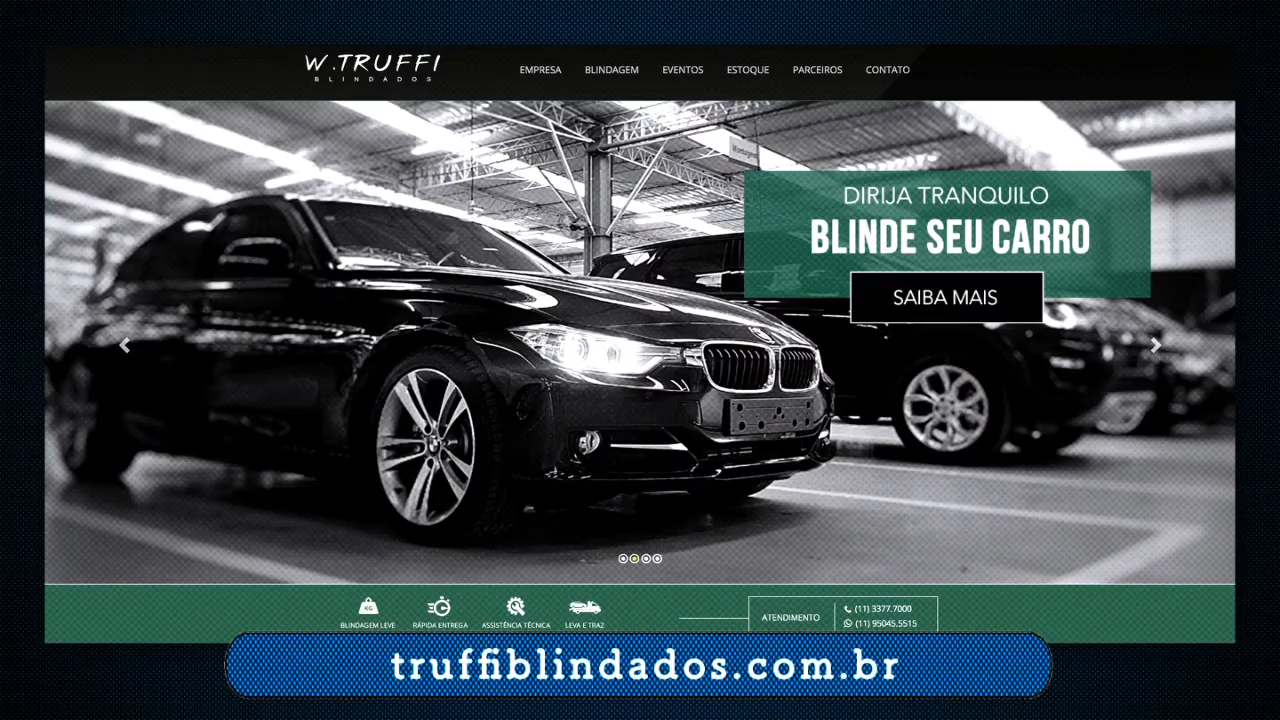 W.TRUFFI
BLINDADOS
EMPRESA BLINDAGEM EVENTOS ESTOQUE PARCEIROS CONTATO
DIRIJA TRANQUILO
BLINDE SEU CARRO
SAIBA MAIS
KG
BLINDAGEM LEVE RÁPIDA ENTREGA ASSISTÊNCIA TÉCNICA LEVA E TRAZ
ATENDIMENTO
(11) 3377.7000
(11) 95045.5515
truffiblindados.com.br